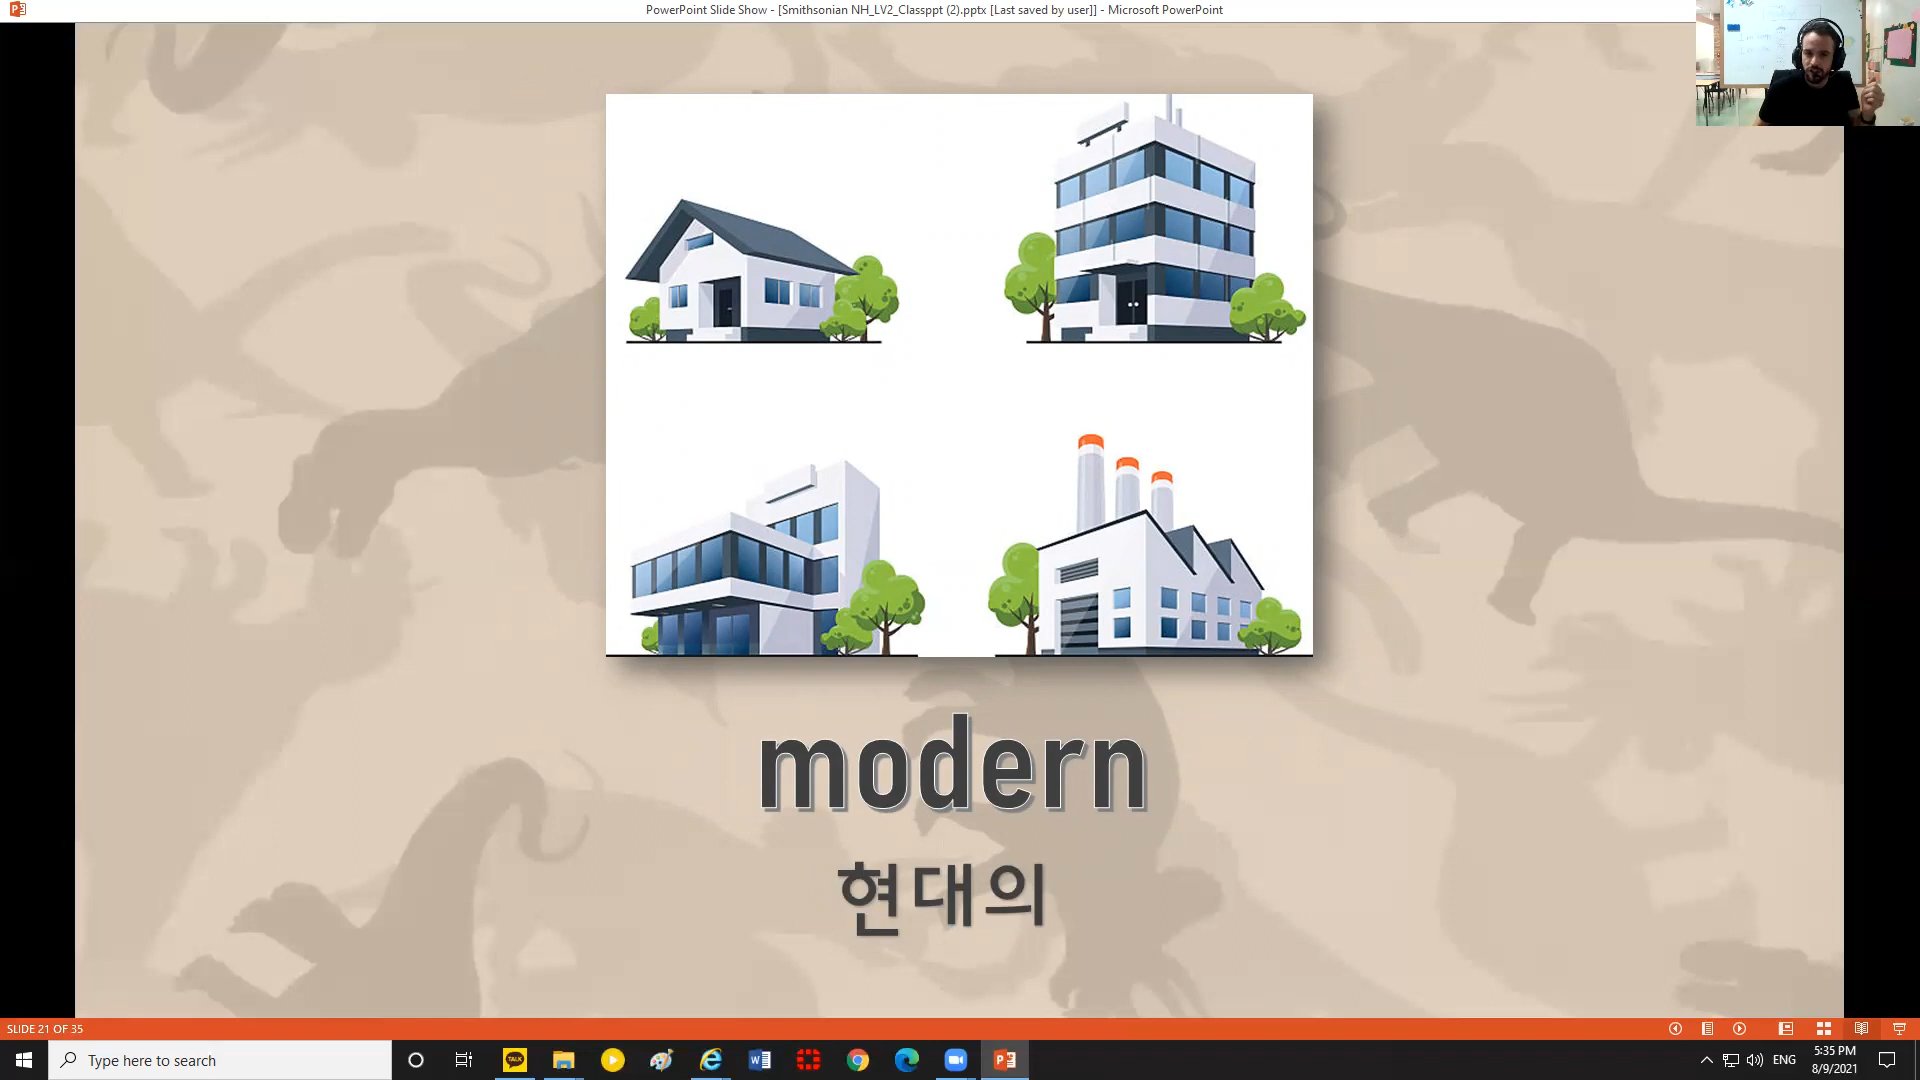 PowerPoint Slide Show - [Smithsonian NH_LV2_Classppt (2).pptx [Last saved by user]] - Microsoft PowerPoint
modern
현대의
SLIDE 21 OF 35
Type here to search
TALK
ENG
5:35 PM
8/9/2021